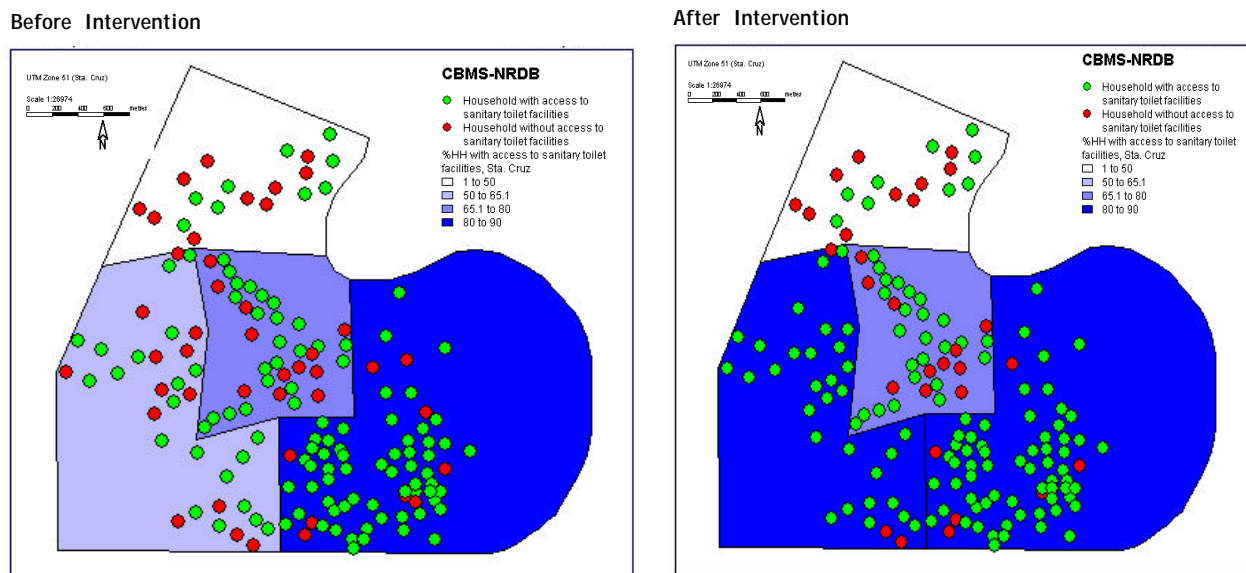 Before Intervention
UTM Zone 51 (Sta. Cruz)
Scale 1:26974
0 200 400 600 metres
N
CBMS-NRDB
Household with access to
sanitary toilet facilities
Household without access to
sanitary toilet facilities
%HH with access to sanitary toilet
facilities, Sta. Cruz
1 to 50
50 to 65.1
65.1 to 80
80 to 90
After Intervention
UTM Zone 51 (Sta. Cruz)
Scale 1:26974
0 200 400 600 metres
N
CBMS-NRDB
Household with access to
sanitary toilet facilities
Household without access to
sanitary toilet facilities
%HH with access to sanitary toilet
facilities, Sta. Cruz
1 to 50
50 to 65.1
65.1 to 80
80 to 90